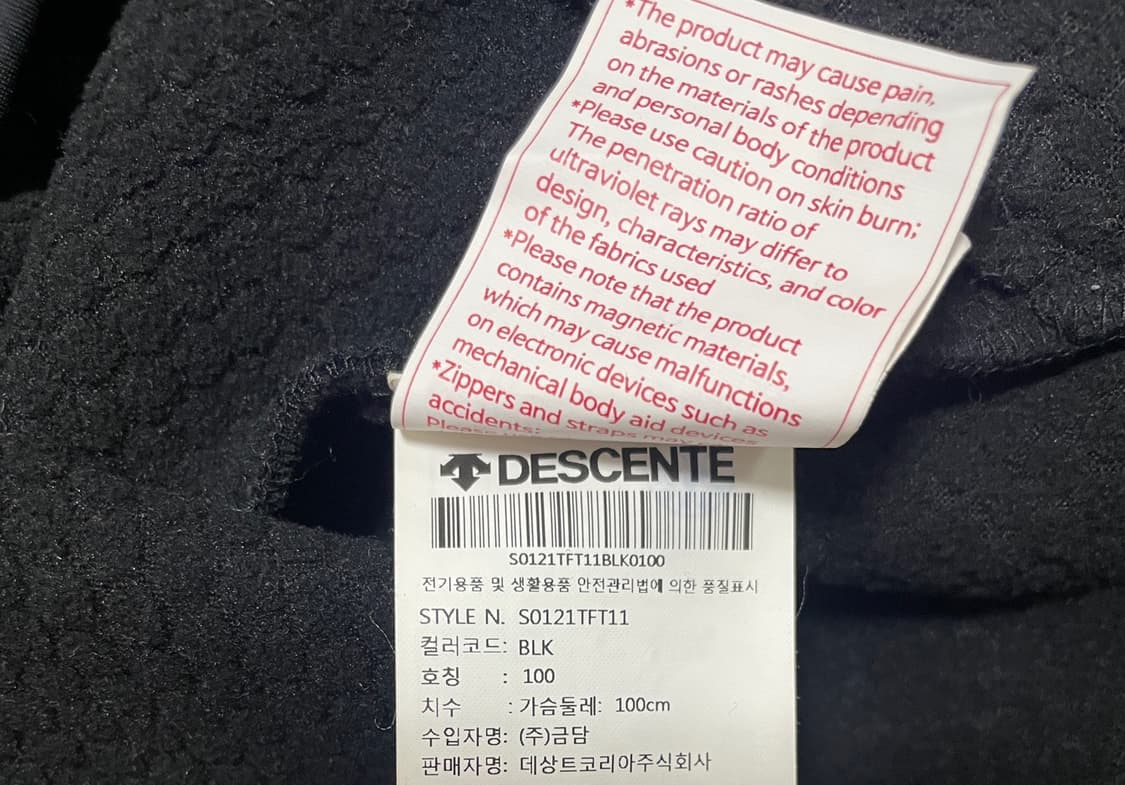 *The product may cause pain,
abrasions or rashes depending
on the materials of the product
and personal body conditions
*Please use caution on skin burn;
The penetration ratio of
ultraviolet rays may differ to
design, characteristics, and color
of the fabrics used
*Please note that the product
contains magnetic materials,
which may cause malfunctions
on electronic devices such as
mechanical body aid devices
*Zippers and straps may
accidents;
Please
DESCENTE
S0121TFT11BLK0100
전기용품 및 생활용품 안전관리법에 의한 품질표시
STYLE N. S0121TFT11
컬러코드: BLK
호칭 : 100
치수 : 가슴둘레: 100cm
수입자명: (주)금담
판매자명: 데상트코리아주식회사